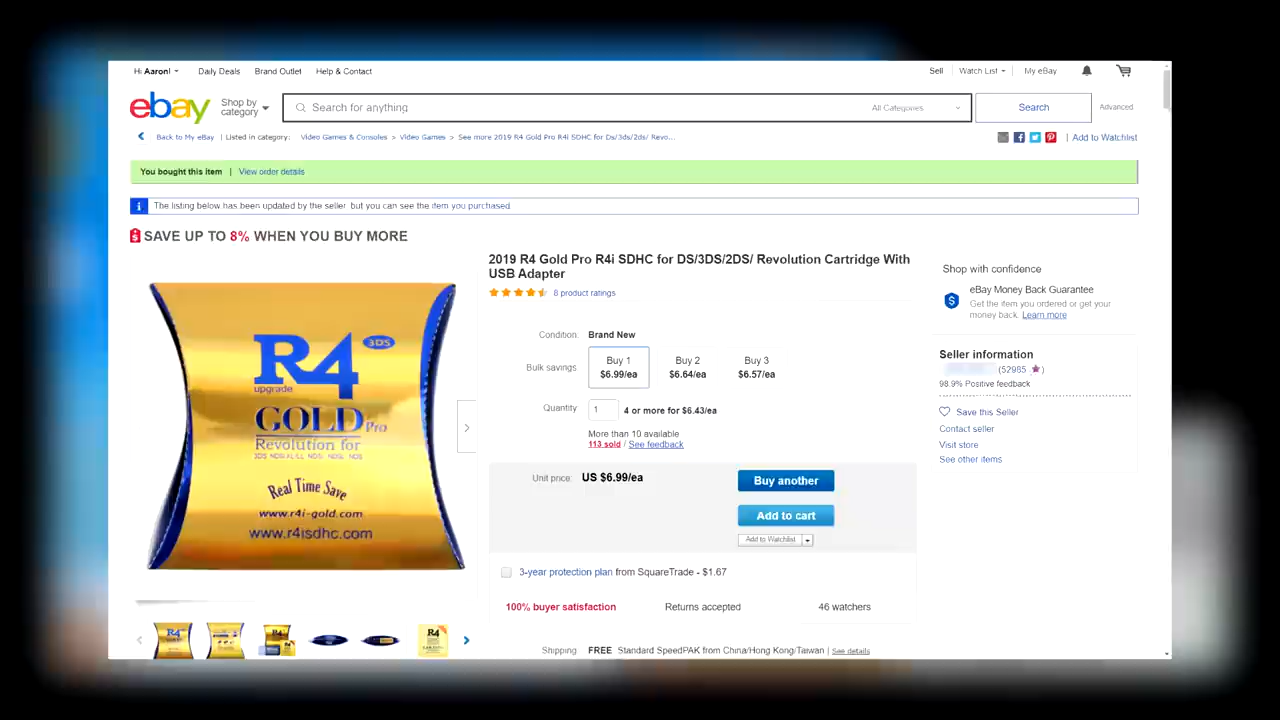 Hi Aaron!
Daily Deals
Brand Outlet
Help & Contact
Sell
Watch List
My eBay
ebay
Shop by category
Search for anything
All Categories
Search
Advanced
Back to My eBay | Listed in category: Video Games & Consoles > Video Games > See more 2019 R4 Gold Pro R4i SDHC for Ds/3ds/2ds/ Revo...
| Add to Watchlist
You bought this item | View order details
i The listing below has been updated by the seller, but you can see the item you purchased.
SAVE UP TO 8% WHEN YOU BUY MORE
R4 3DS
upgrade
GOLD Pro
Revolution for
Real Time Save
www.r4i-gold.com
www.r4isdhc.com
2019 R4 Gold Pro R4i SDHC for DS/3DS/2DS/ Revolution Cartridge With
USB Adapter
8 product ratings
Condition: Brand New
Bulk savings: Buy 1 Buy 2 Buy 3
$6.99/ea $6.64/ea $6.57/ea
Quantity: 1 4 or more for $6.43/ea
More than 10 available
113 sold / See feedback
Unit price: US $6.99/ea
Buy another
Add to cart
Add to Watchlist
3-year protection plan from SquareTrade - $1.67
100% buyer satisfaction
Returns accepted
46 watchers
Shipping: FREE Standard SpeedPAK from China/Hong Kong/Taiwan | See details
Shop with confidence
eBay Money Back Guarantee
Get the item you ordered or get your
money back. Learn more
Seller information
(52985 )
98.9% Positive feedback
Save this Seller
Contact seller
Visit store
See other items